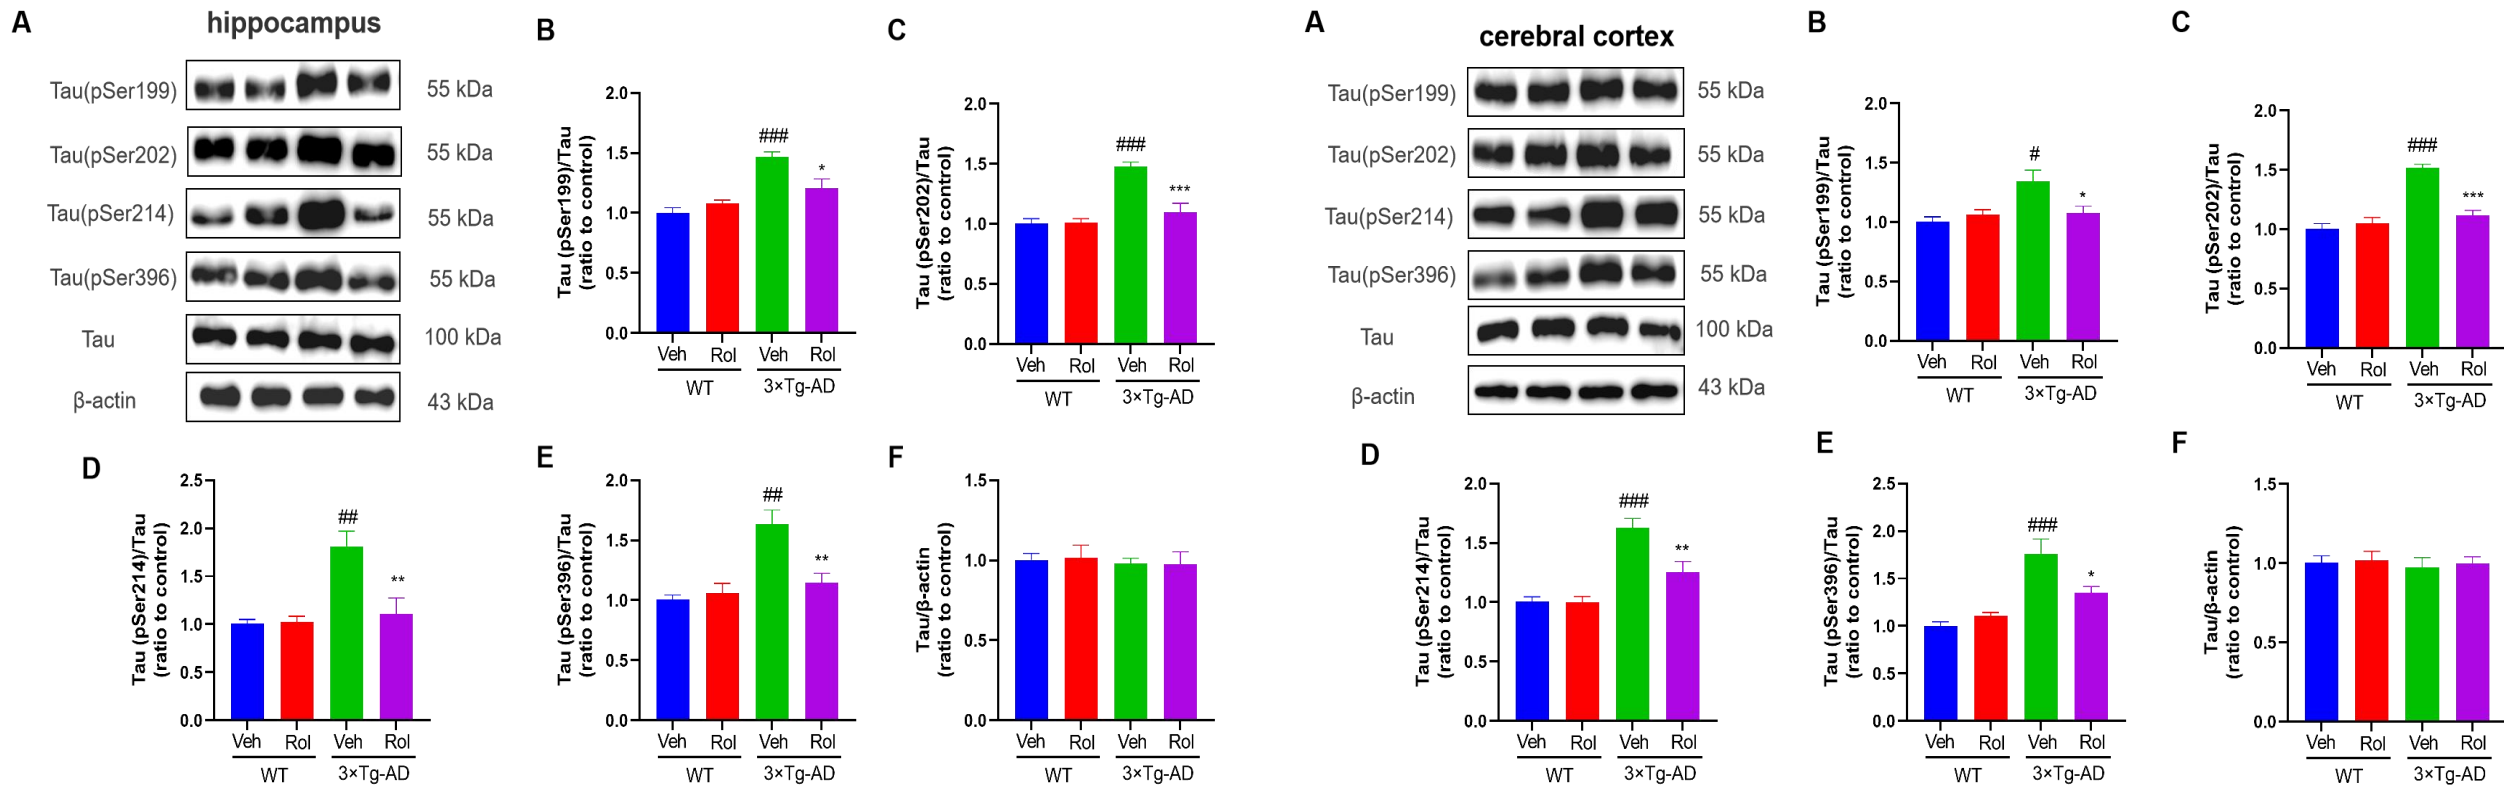 A
hippocampus
Tau(pSer199)
55 kDa
Tau(pSer202)
55 kDa
Tau(pSer214)
55 kDa
Tau(pSer396)
55 kDa
Tau
100 kDa
β-actin
43 kDa
B
Tau (pSer199)/Tau
(ratio to control)
2.0
1.5
1.0
0.5
0.0
###
*
Veh
Rol
Veh
Rol
WT
3×Tg-AD
C
Tau (pSer202)/Tau
(ratio to control)
2.0
1.5
1.0
0.5
0.0
###
***
Veh
Rol
Veh
Rol
WT
3×Tg-AD
D
Tau (pSer214)/Tau
(ratio to control)
2.5
2.0
1.5
1.0
0.5
0.0
##
**
Veh
Rol
Veh
Rol
WT
3×Tg-AD
E
Tau (pSer396)/Tau
(ratio to control)
2.0
1.5
1.0
0.5
0.0
##
**
Veh
Rol
Veh
Rol
WT
3×Tg-AD
F
Tau/β-actin
(ratio to control)
1.5
1.0
0.5
0.0
Veh
Rol
Veh
Rol
WT
3×Tg-AD
A
cerebral cortex
Tau(pSer199)
55 kDa
Tau(pSer202)
55 kDa
Tau(pSer214)
55 kDa
Tau(pSer396)
55 kDa
Tau
100 kDa
β-actin
43 kDa
B
Tau (pSer199)/Tau
(ratio to control)
2.0
1.5
1.0
0.5
0.0
#
*
Veh
Rol
Veh
Rol
WT
3×Tg-AD
C
Tau (pSer202)/Tau
(ratio to control)
2.0
1.5
1.0
0.5
0.0
###
***
Veh
Rol
Veh
Rol
WT
3×Tg-AD
D
Tau (pSer214)/Tau
(ratio to control)
2.0
1.5
1.0
0.5
0.0
###
**
Veh
Rol
Veh
Rol
WT
3×Tg-AD
E
Tau (pSer396)/Tau
(ratio to control)
2.5
2.0
1.5
1.0
0.5
0.0
###
*
Veh
Rol
Veh
Rol
WT
3×Tg-AD
F
Tau/β-actin
(ratio to control)
1.5
1.0
0.5
0.0
Veh
Rol
Veh
Rol
WT
3×Tg-AD